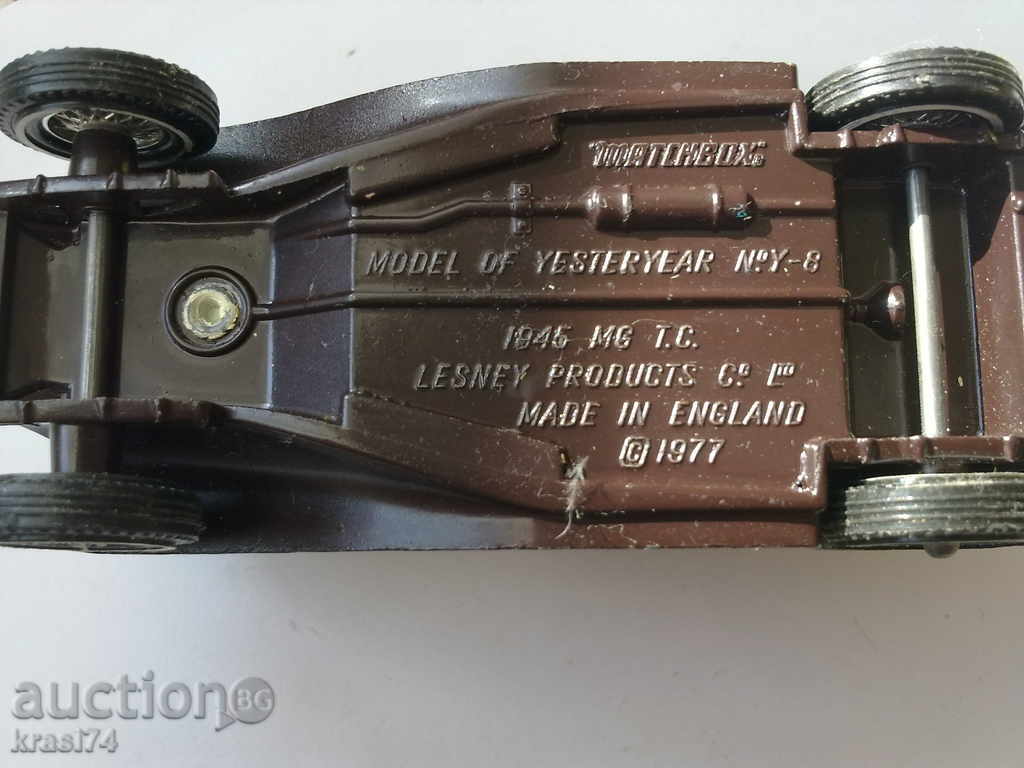 "MATCHBOX"
MODEL OF YESTERYEAR Nº Y-8
1945 MG T.C.
LESNEY PRODUCTS Cº Lᵀᴰ
MADE IN ENGLAND
© 1977
auction BG
krasi74